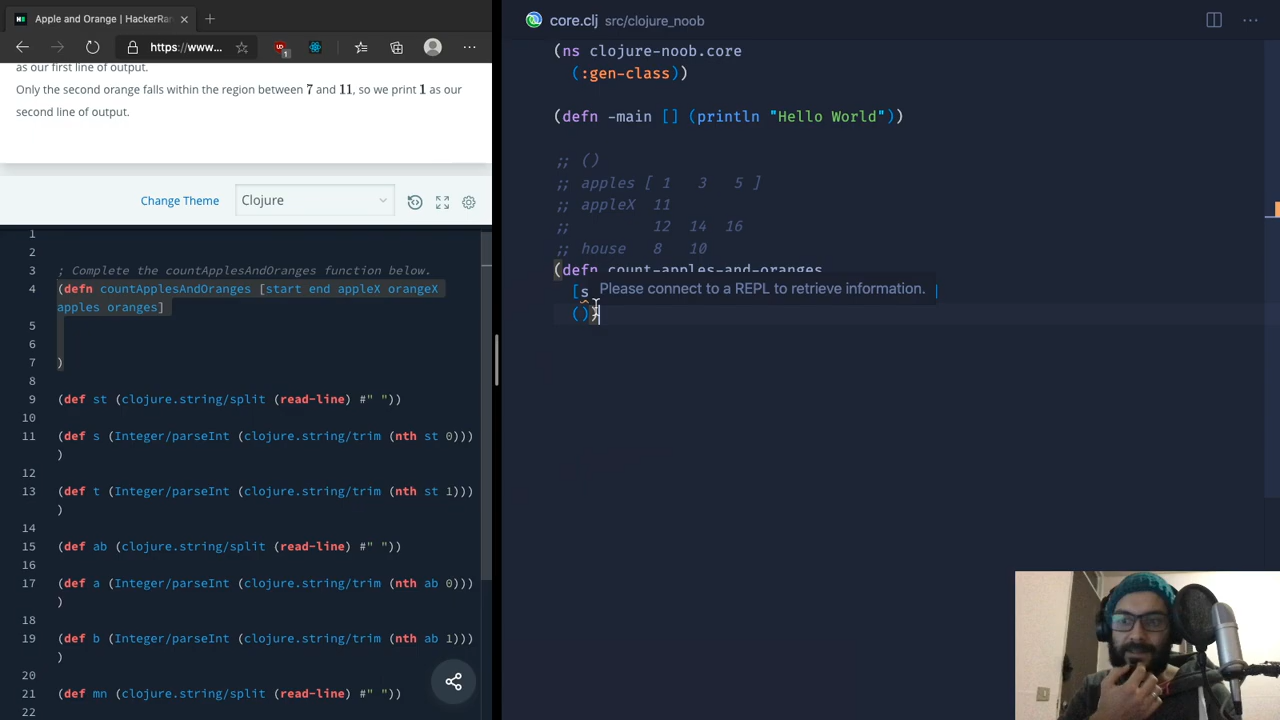 Apple and Orange | HackerRan
https://www...
1
as our first line of output.
Only the second orange falls within the region between 7 and 11, so we print 1 as our
second line of output.
Change Theme
Clojure
1
2
3 ; Complete the countApplesAndOranges function below.
4 (defn countApplesAndOranges [start end appleX orangeX
apples oranges]
5
6
7 )
8
9 (def st (clojure.string/split (read-line) #" "))
10
11 (def s (Integer/parseInt (clojure.string/trim (nth st 0)))
)
12
13 (def t (Integer/parseInt (clojure.string/trim (nth st 1)))
)
14
15 (def ab (clojure.string/split (read-line) #" "))
16
17 (def a (Integer/parseInt (clojure.string/trim (nth ab 0)))
)
18
19 (def b (Integer/parseInt (clojure.string/trim (nth ab 1)))
)
20
21 (def mn (clojure.string/split (read-line) #" "))
22
core.clj src/clojure_noob
(ns clojure-noob.core
(:gen-class))
(defn -main [] (println "Hello World"))
;; ()
;; apples [ 1 3 5 ]
;; appleX 11
;; 12 14 16
;; house 8 10
(defn count-apples-and-oranges
[s
Please connect to a REPL to retrieve information.
())